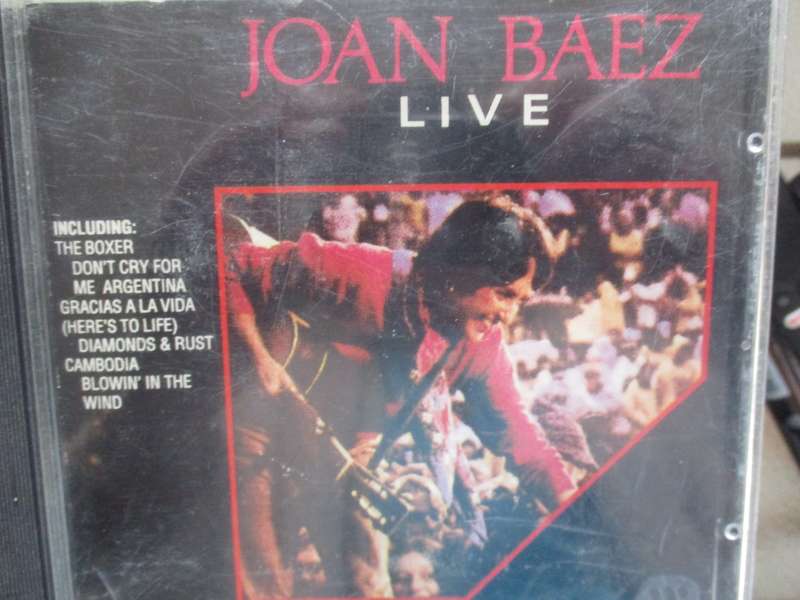 JOAN BAEZ
LIVE
INCLUDING:
THE BOXER
DON'T CRY FOR
ME ARGENTINA
GRACIAS A LA VIDA
(HERE'S TO LIFE)
DIAMONDS & RUST
CAMBODIA
BLOWIN' IN THE
WIND